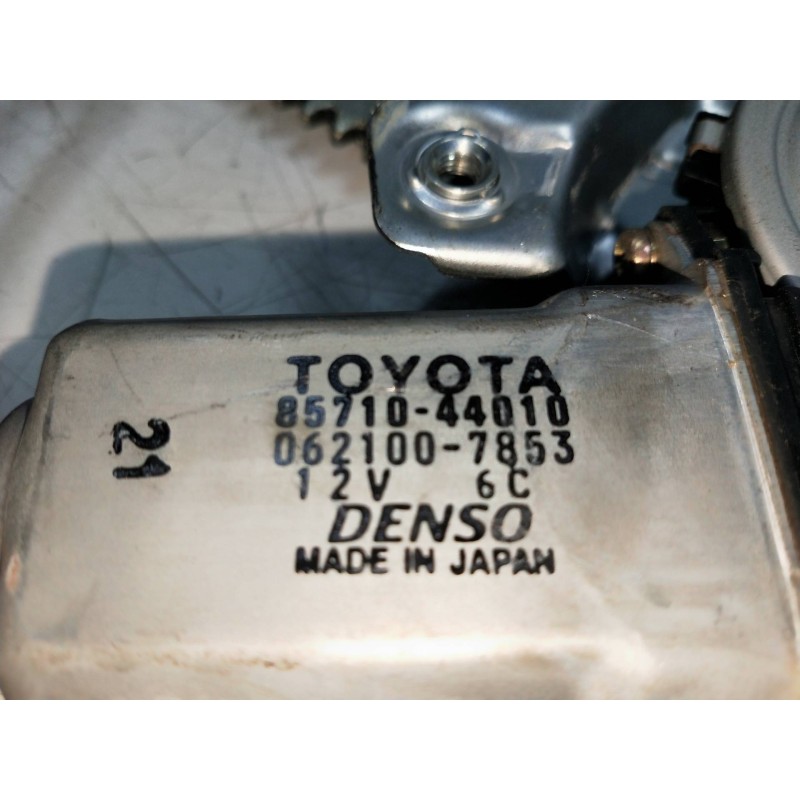 TOYOTA
85710-44010
062100-7853
12V 6C
DENSO
MADE IN JAPAN
21